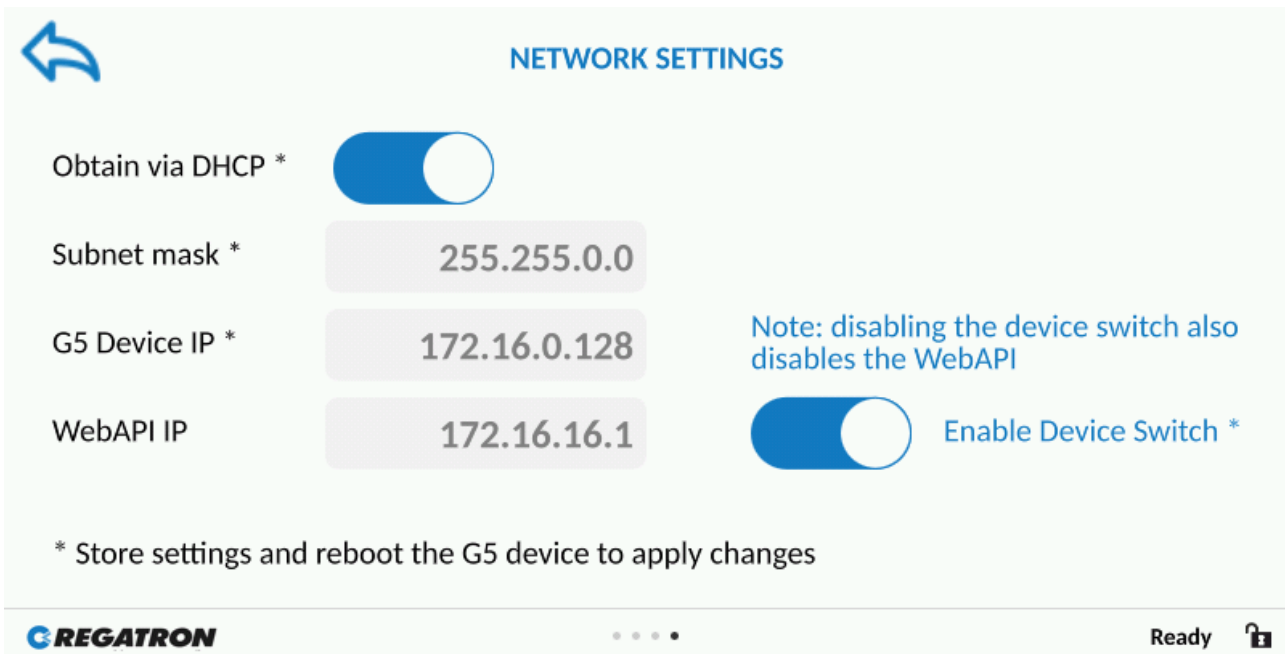 NETWORK SETTINGS
Obtain via DHCP *
Subnet mask *
255.255.0.0
G5 Device IP *
172.16.0.128
Note: disabling the device switch also
disables the WebAPI
WebAPI IP
172.16.16.1
Enable Device Switch *
* Store settings and reboot the G5 device to apply changes
REGATRON
Ready